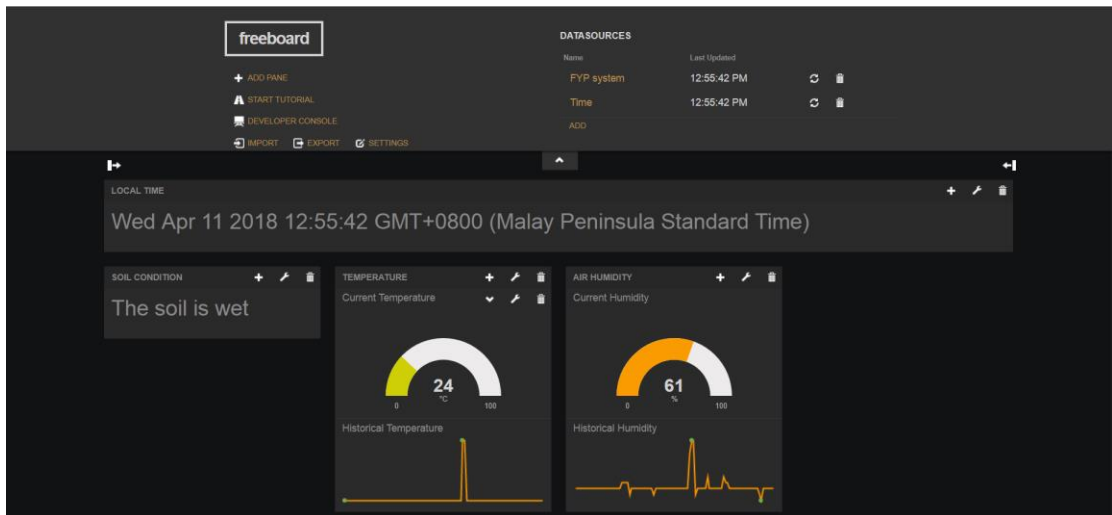 freeboard
ADD PANE
START TUTORIAL
DEVELOPER CONSOLE
IMPORT EXPORT SETTINGS
DATASOURCES
Name Last Updated
FYP system 12:55:42 PM
Time 12:55:42 PM
ADD
LOCAL TIME
Wed Apr 11 2018 12:55:42 GMT+0800 (Malay Peninsula Standard Time)
SOIL CONDITION
The soil is wet
TEMPERATURE
Current Temperature
24
°C
0 100
Historical Temperature
AIR HUMIDITY
Current Humidity
61
%
0 100
Historical Humidity